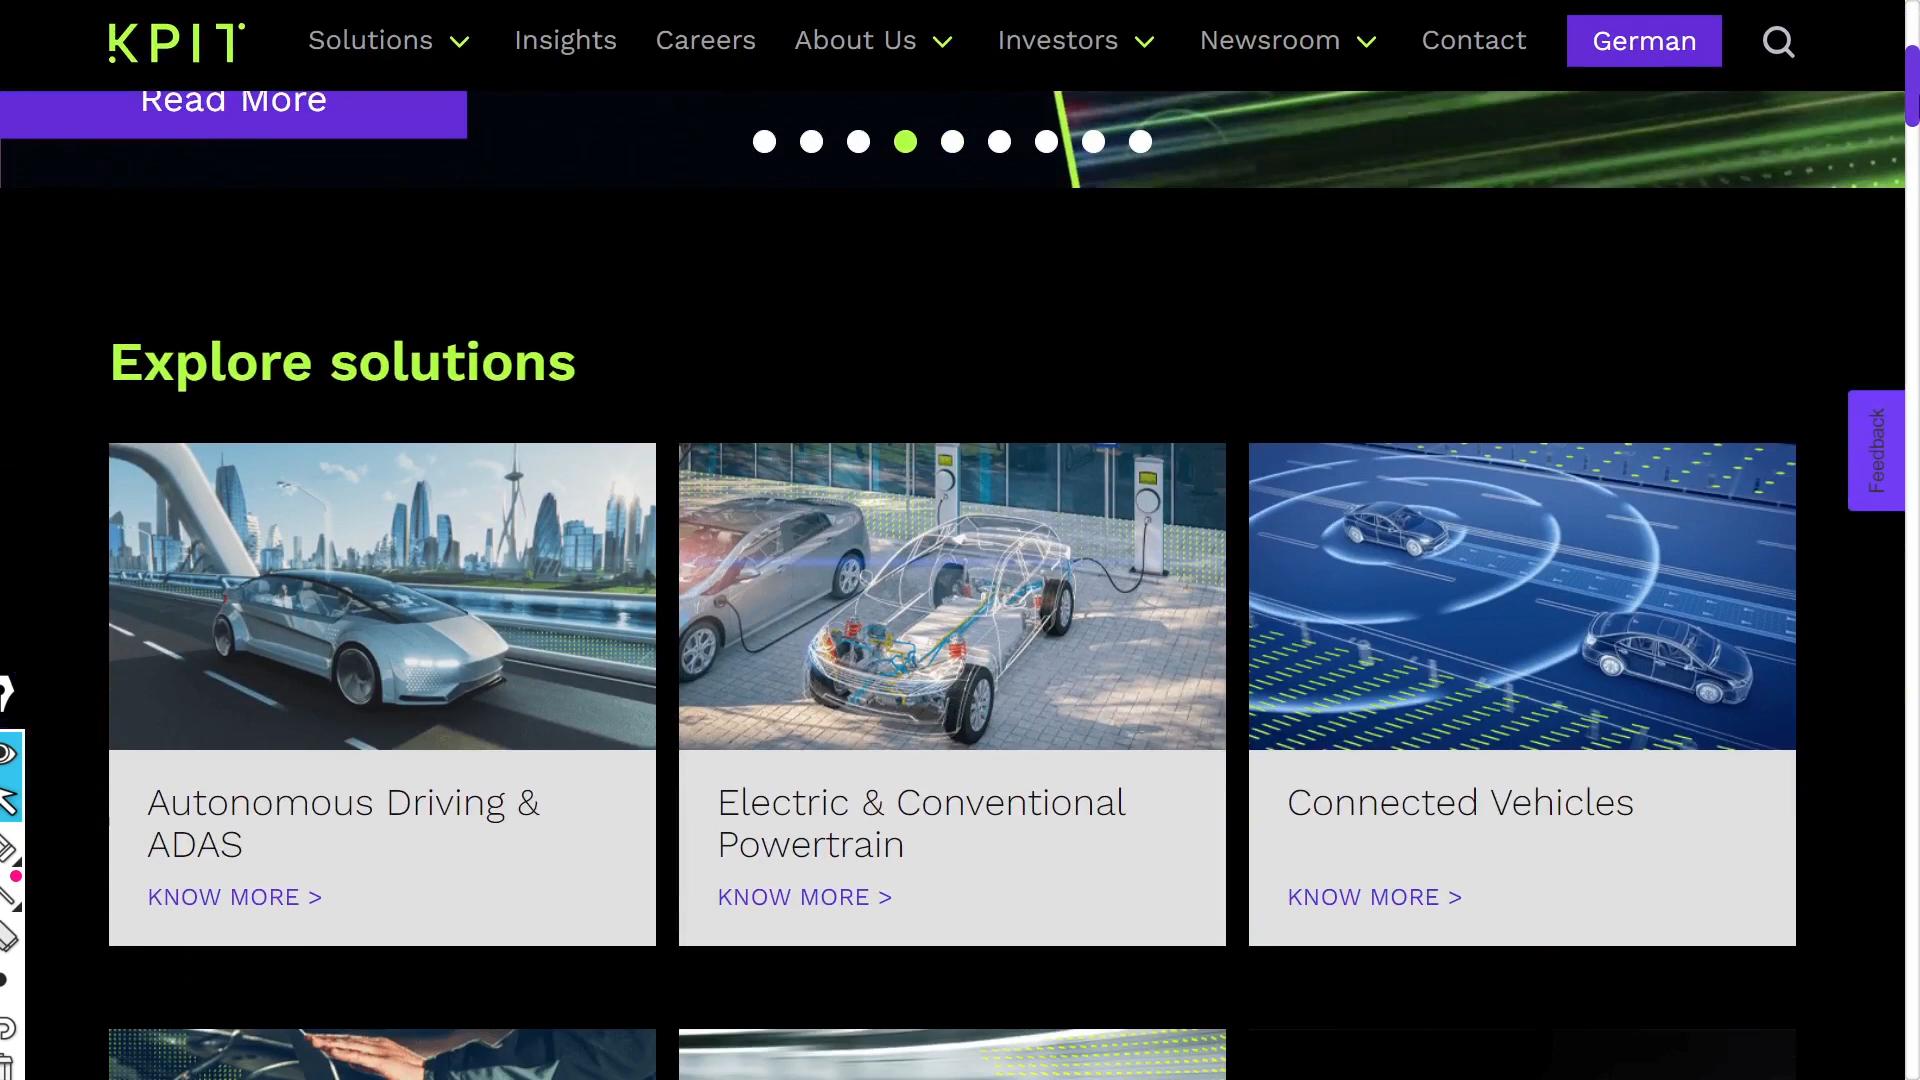 KPIT
Solutions
Insights
Careers
About Us
Investors
Newsroom
Contact
German
Read More
Explore solutions
Feedback
Autonomous Driving &
ADAS
KNOW MORE >
Electric & Conventional
Powertrain
KNOW MORE >
Connected Vehicles
KNOW MORE >